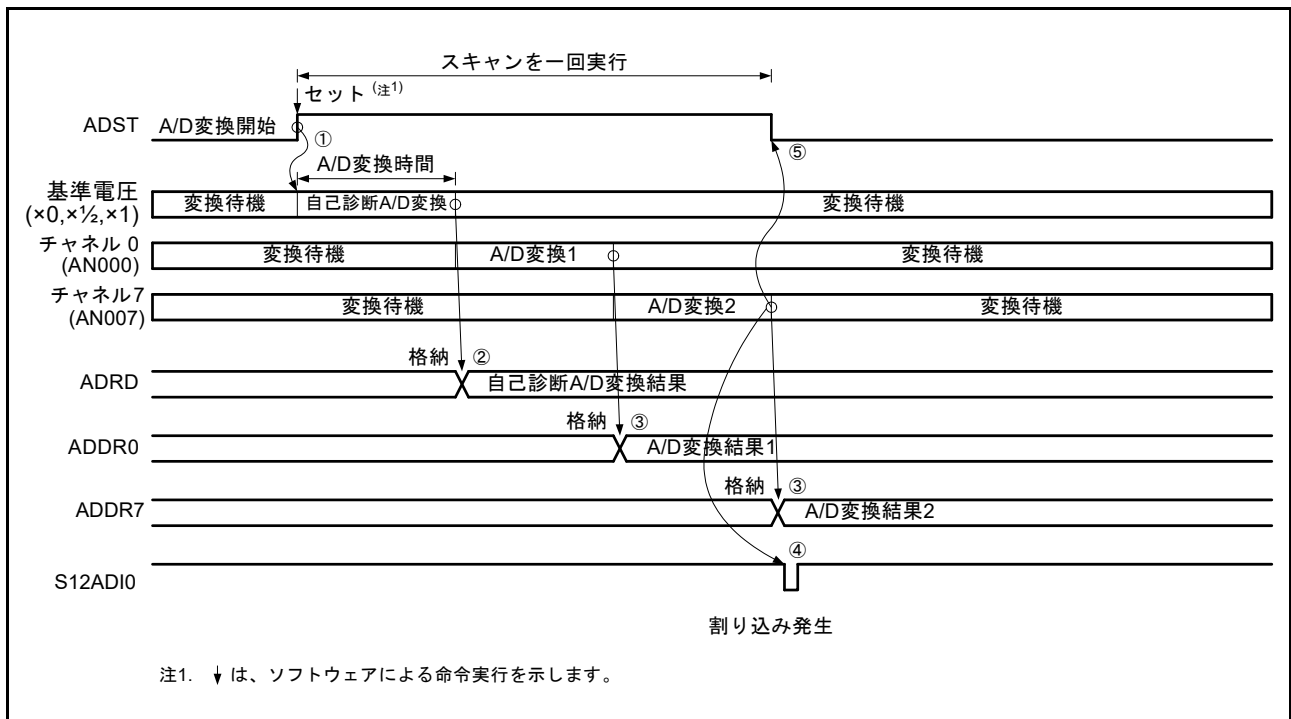 スキャンを一回実行
セット (注1)
ADST A/D変換開始 ① ⑤
A/D変換時間
基準電圧
(×0,×½,×1)
変換待機 自己診断A/D変換 変換待機
チャネル 0
(AN000)
変換待機 A/D変換1 変換待機
チャネル7
(AN007)
変換待機 A/D変換2 変換待機
格納 ②
ADRD 自己診断A/D変換結果
格納 ③
ADDR0 A/D変換結果1
格納 ③
ADDR7 A/D変換結果2
④
S12ADI0
割り込み発生
注1. ↓ は、ソフトウェアによる命令実行を示します。